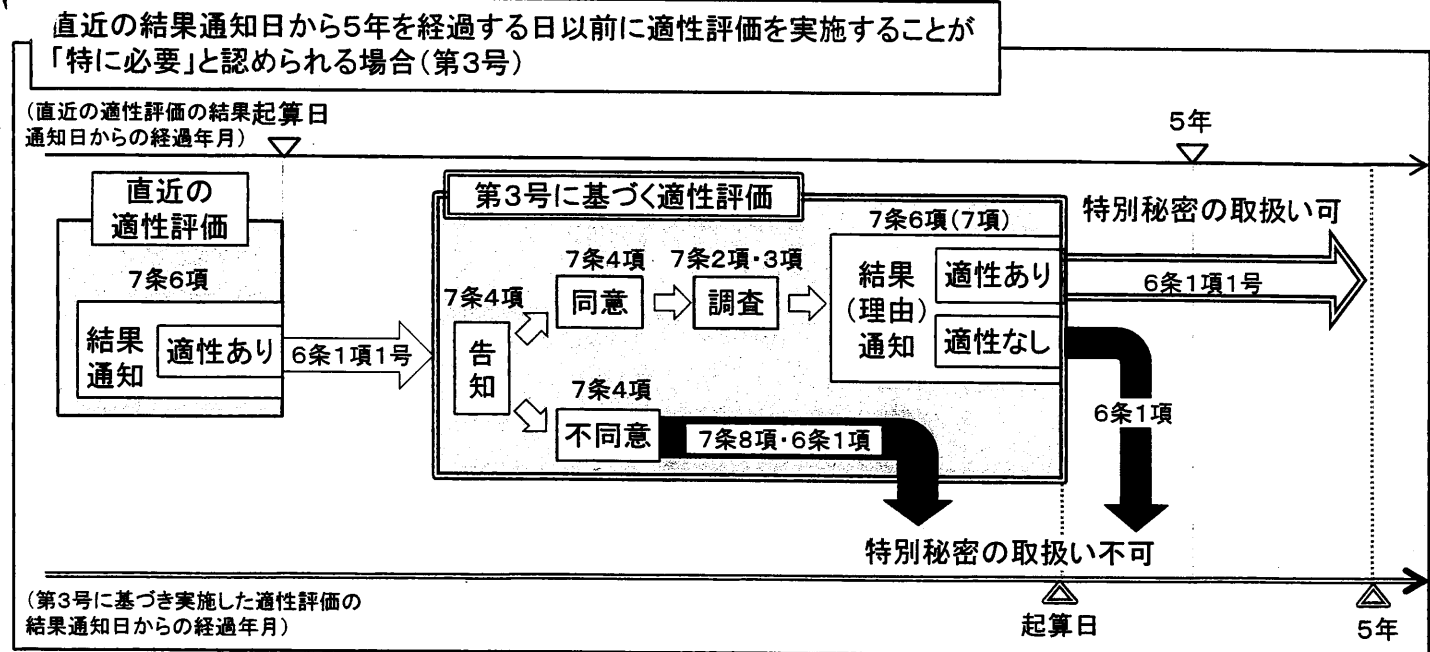 直近の結果通知日から5年を経過する日以前に適性評価を実施することが
「特に必要」と認められる場合(第3号)
(直近の適性評価の結果
通知日からの経過年月)
起算日
5年
直近の
適性評価
7条6項
結果
通知
適性あり
6条1項1号
第3号に基づく適性評価
7条4項
告
知
7条4項
同意
7条2項・3項
調査
7条6項(7項)
結果
(理由)
通知
適性あり
適性なし
特別秘密の取扱い可
6条1項1号
7条4項
不同意
7条8項・6条1項
6条1項
特別秘密の取扱い不可
(第3号に基づき実施した適性評価の
結果通知日からの経過年月)
起算日
5年